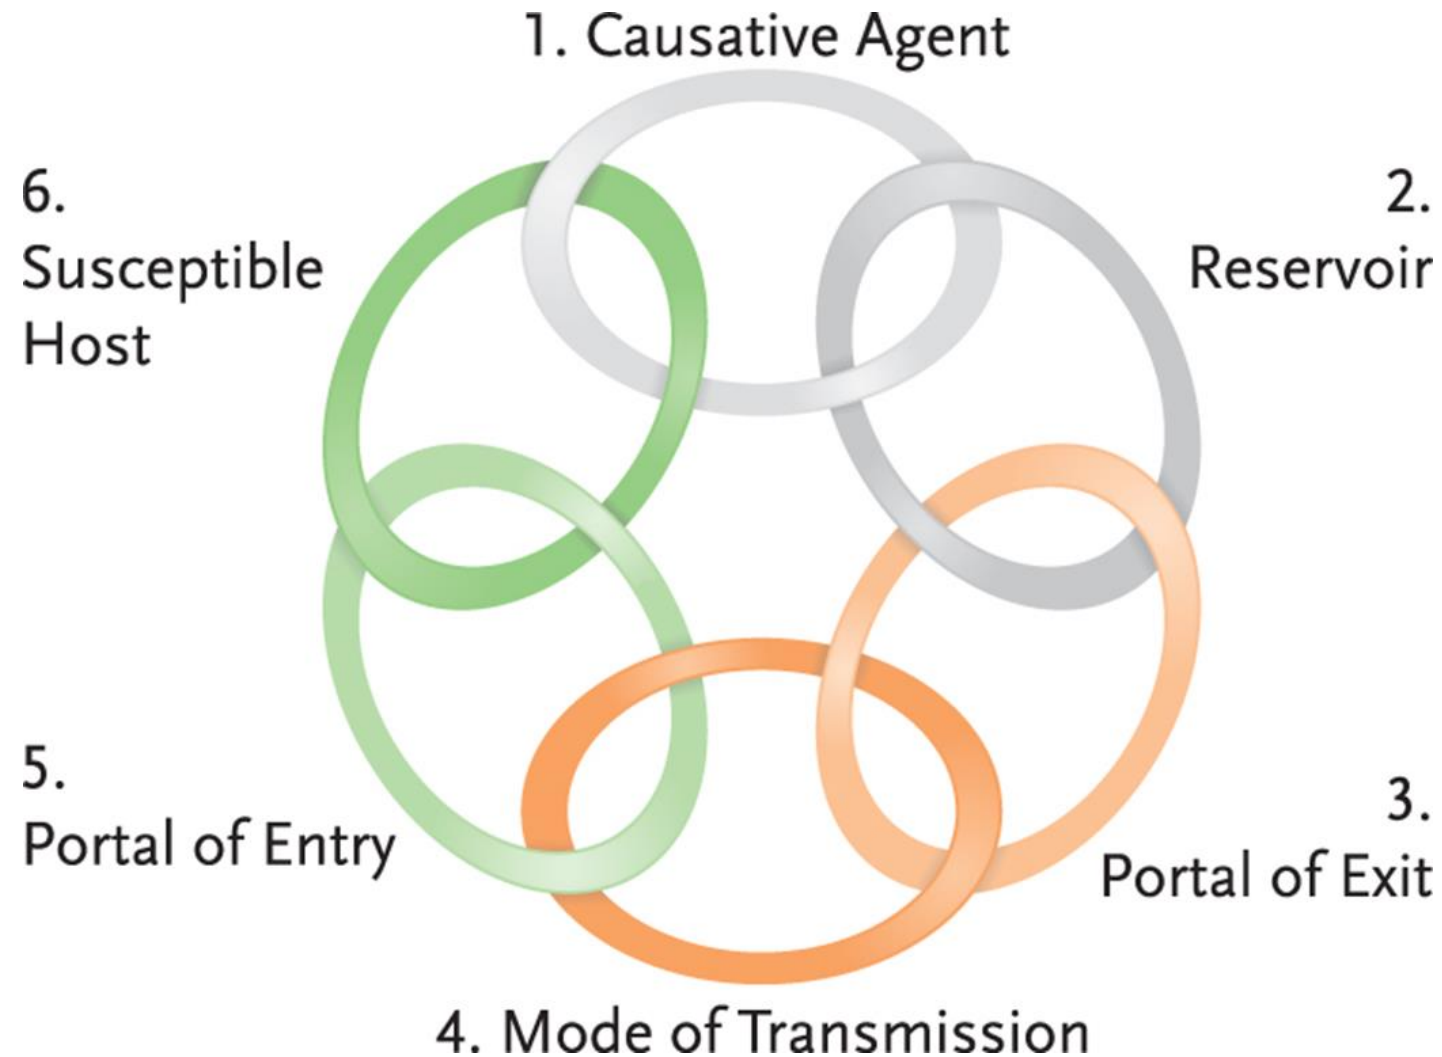 1. Causative Agent
2.
Reservoir
3.
Portal of Exit
4. Mode of Transmission
5.
Portal of Entry
6.
Susceptible
Host